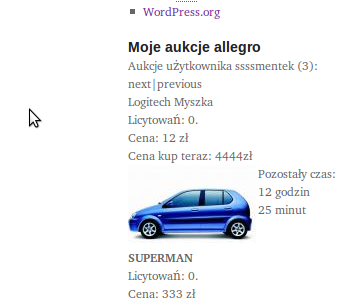 WordPress.org
Moje aukcje allegro
Aukcje użytkownika ssssmentek (3):
next|previous
Logitech Myszka
Licytowań: 0.
Cena: 12 zł
Cena kup teraz: 4444zł
Pozostały czas:
12 godzin
25 minut
SUPERMAN
Licytowań: 0.
Cena: 333 zł